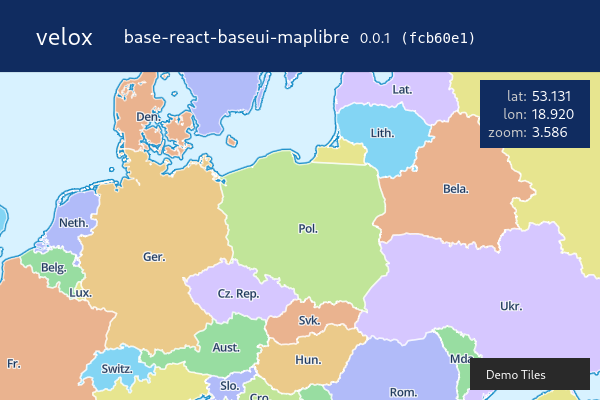 velox base-react-baseui-maplibre 0.0.1 (fcb60e1)
lat: 53.131
lon: 18.920
zoom: 3.586
Lat.
Den.
Lith.
Bela.
Neth.
Pol.
Ger.
Belg.
Lux.
Cz. Rep.
Ukr.
Svk.
Aust.
Hun.
Mda
Fr.
Switz.
Slo.
Rom.
Cro.
Demo Tiles